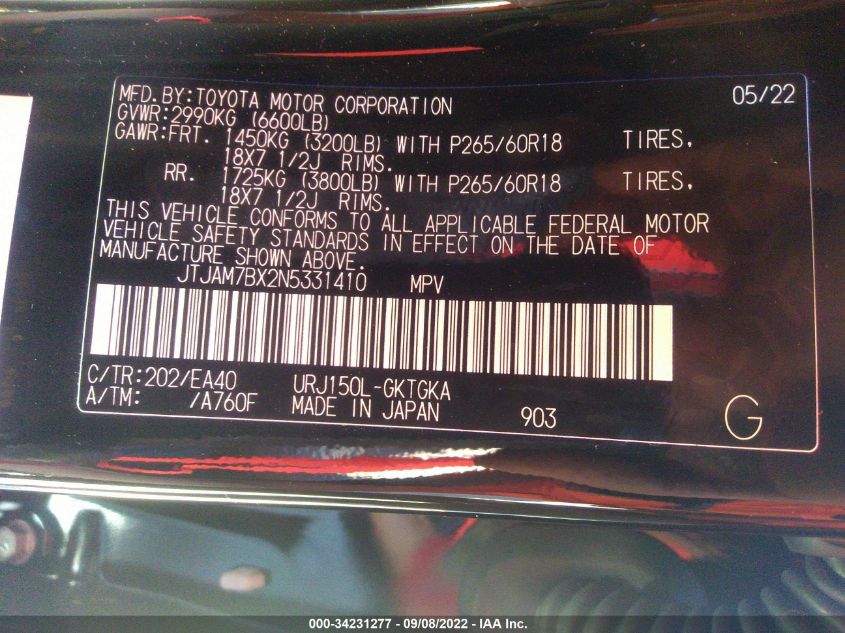 MFD.BY:TOYOTA MOTOR CORPORATION 05/22
GVWR:2990KG (6600LB)
GAWR:FRT. 1450KG (3200LB) WITH P265/60R18 TIRES,
18X7 1/2J RIMS.
RR. 1725KG (3800LB) WITH P265/60R18 TIRES,
18X7 1/2J RIMS.
THIS VEHICLE CONFORMS TO ALL APPLICABLE FEDERAL MOTOR
VEHICLE SAFETY STANDARDS IN EFFECT ON THE DATE OF
MANUFACTURE SHOWN ABOVE.
JTJAM7BX2N5331410 MPV
C/TR:202/EA40 URJ150L-GKTGKA
A/TM: /A760F MADE IN JAPAN 903 G
000-34231277 - 09/08/2022 - IAA Inc.